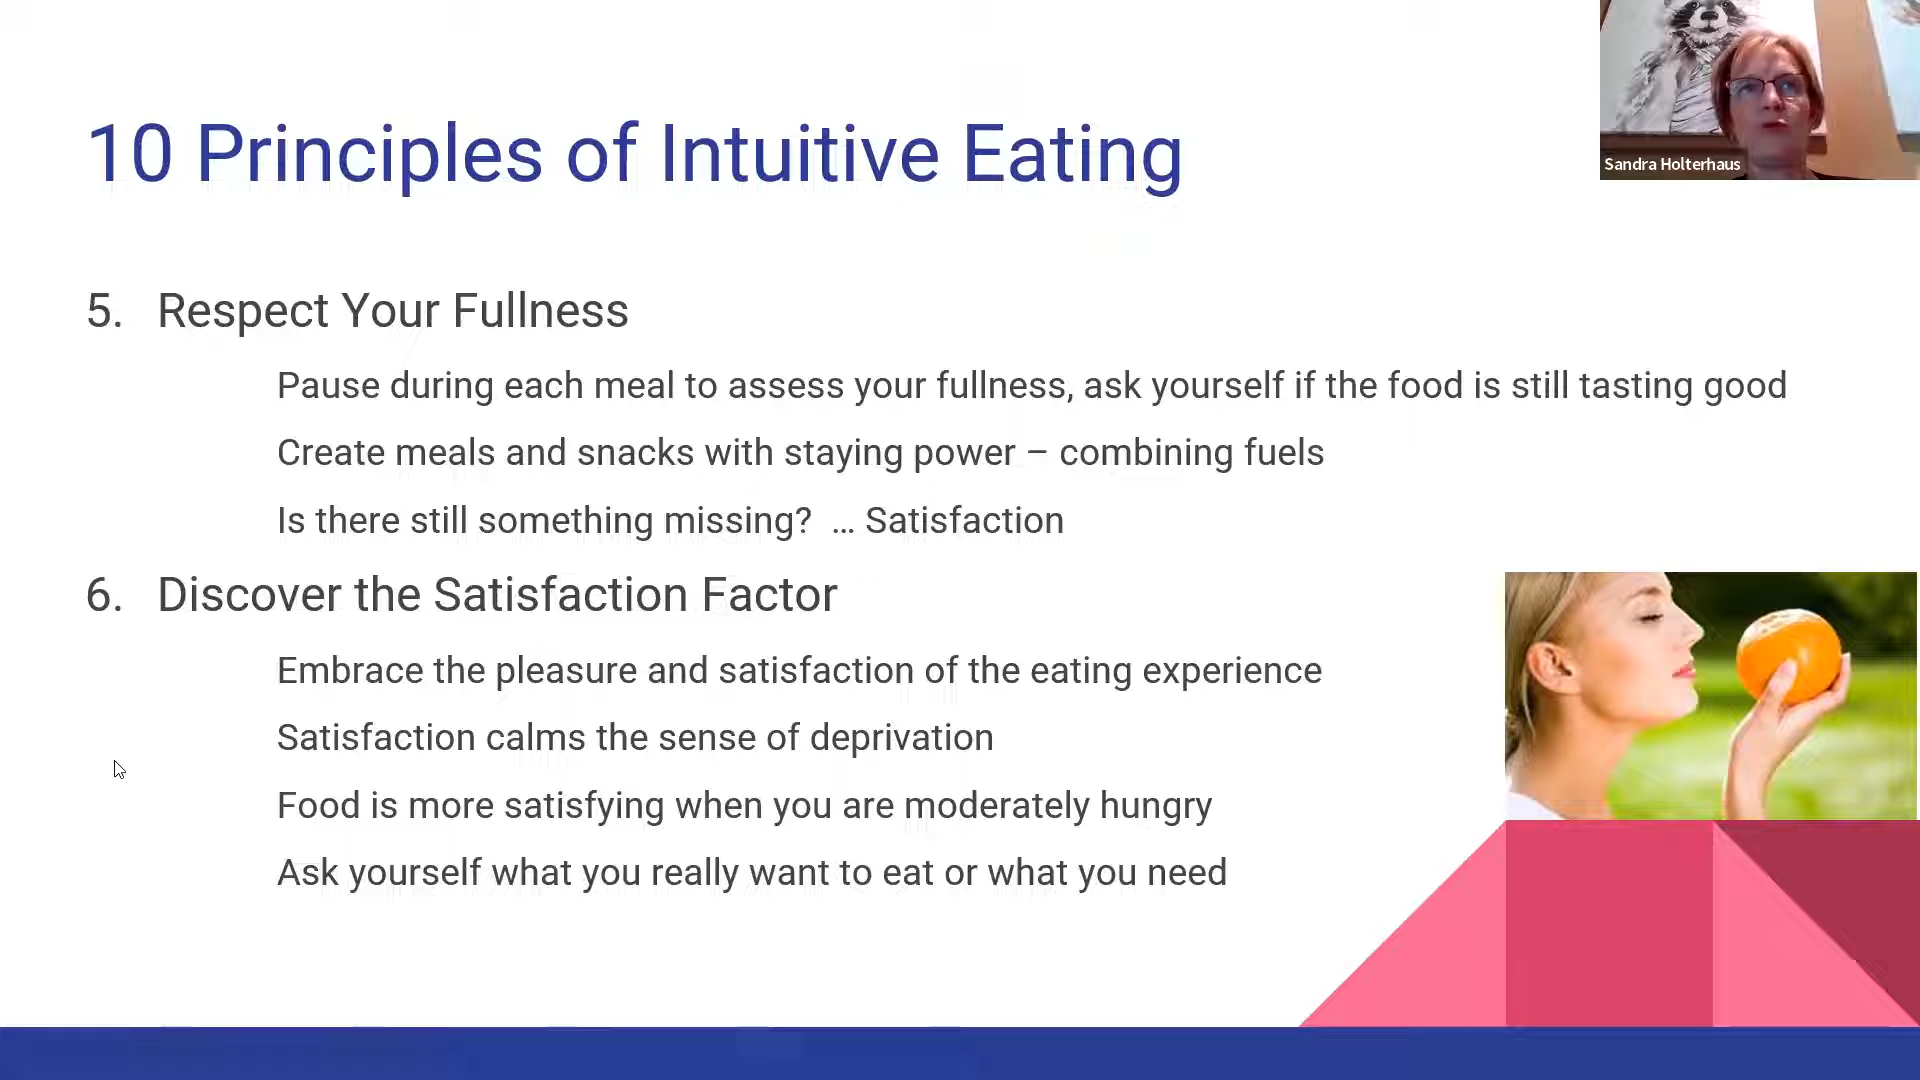 Sandra Holterhaus
10 Principles of Intuitive Eating
5. Respect Your Fullness
Pause during each meal to assess your fullness, ask yourself if the food is still tasting good
Create meals and snacks with staying power – combining fuels
Is there still something missing?  … Satisfaction
6. Discover the Satisfaction Factor
Embrace the pleasure and satisfaction of the eating experience
Satisfaction calms the sense of deprivation
Food is more satisfying when you are moderately hungry
Ask yourself what you really want to eat or what you need